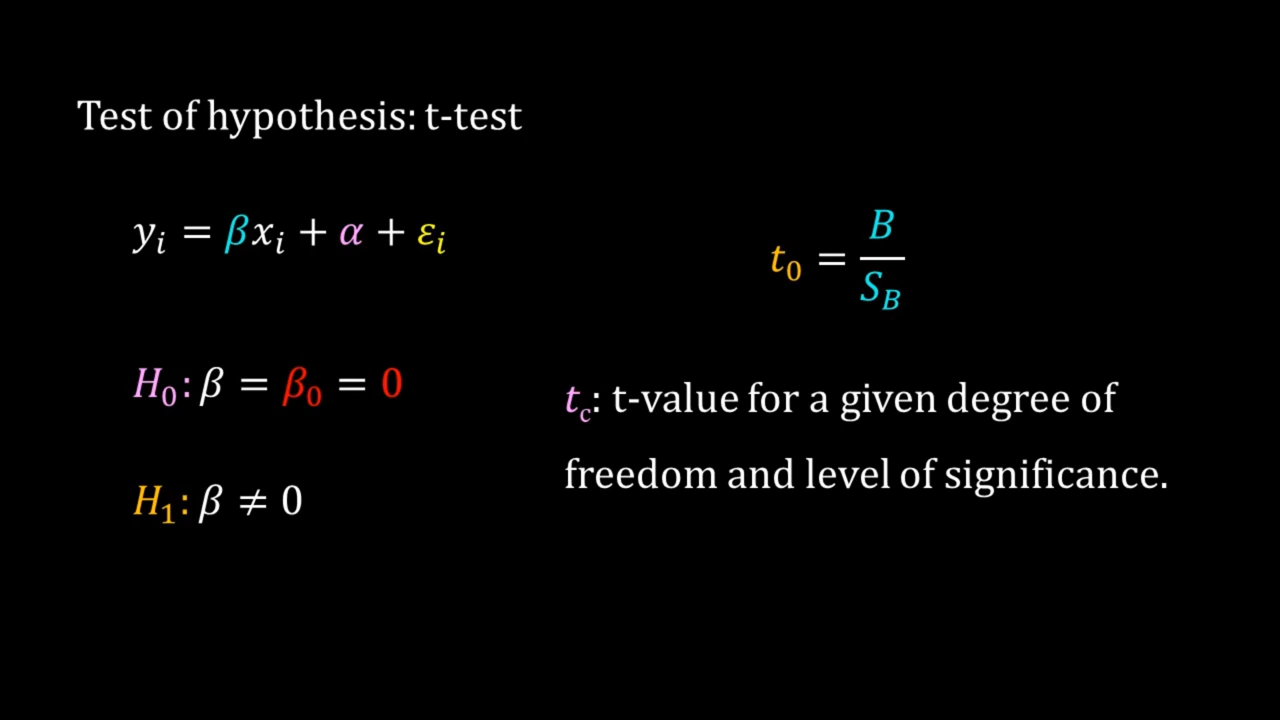 Test of hypothesis: t-test
yᵢ = βxᵢ + α + εᵢ
t₀ = B / S_B
H₀: β = β₀ = 0
t_c: t-value for a given degree of
freedom and level of significance.
H₁: β ≠ 0